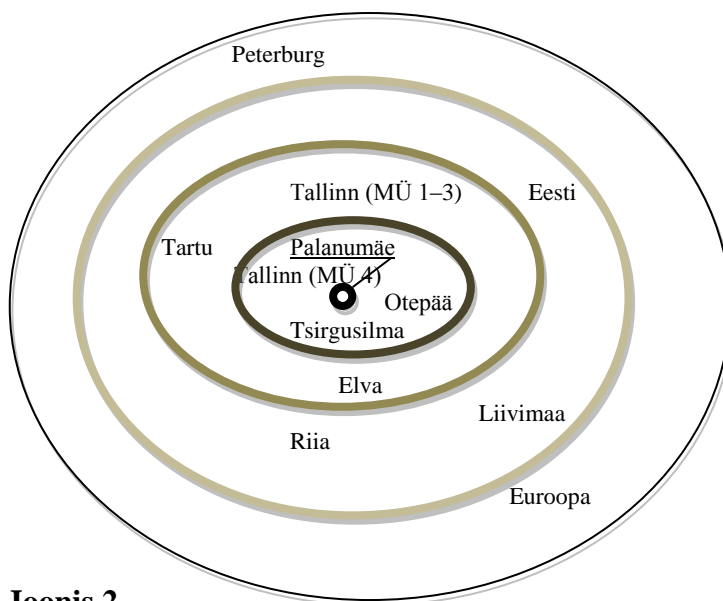 Peterburg
Tallinn (MÜ 1–3)
Eesti
Tartu
Palanumäe
Tallinn (MÜ 4)
Otepää
Tsirgusilma
Elva
Liivimaa
Riia
Euroopa
Joonis 2